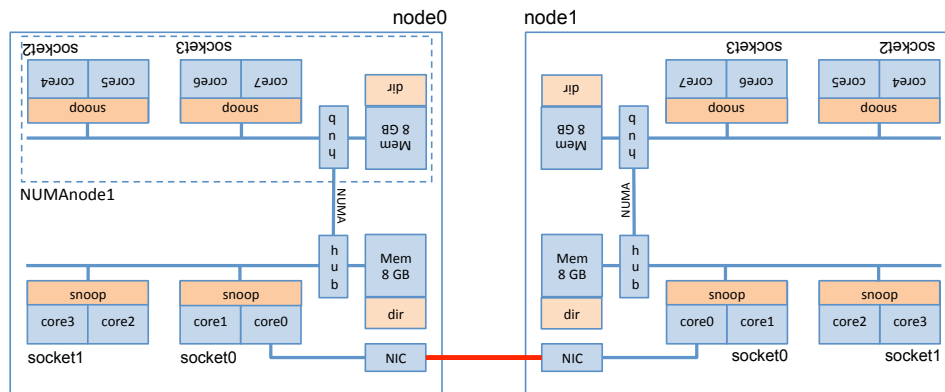 node0
node1
socket2
socket3
socket3
socket2
core4
core5
core6
core7
dir
dir
core7
core6
core5
core4
snoop
snoop
snoop
snoop
hub
Mem
8 GB
Mem
8 GB
hub
NUMAnode1
NUMA
NUMA
hub
Mem
8 GB
Mem
8 GB
hub
snoop
snoop
snoop
snoop
core3
core2
core1
core0
dir
dir
core0
core1
core2
core3
socket1
socket0
NIC
NIC
socket0
socket1